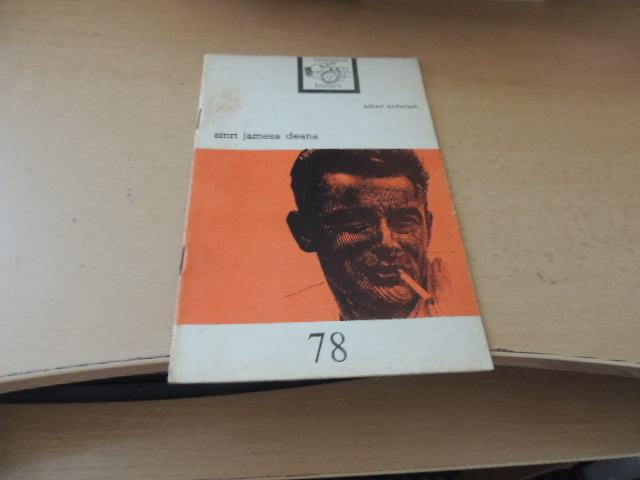 alfred andersch
smrt jamesa deana
78